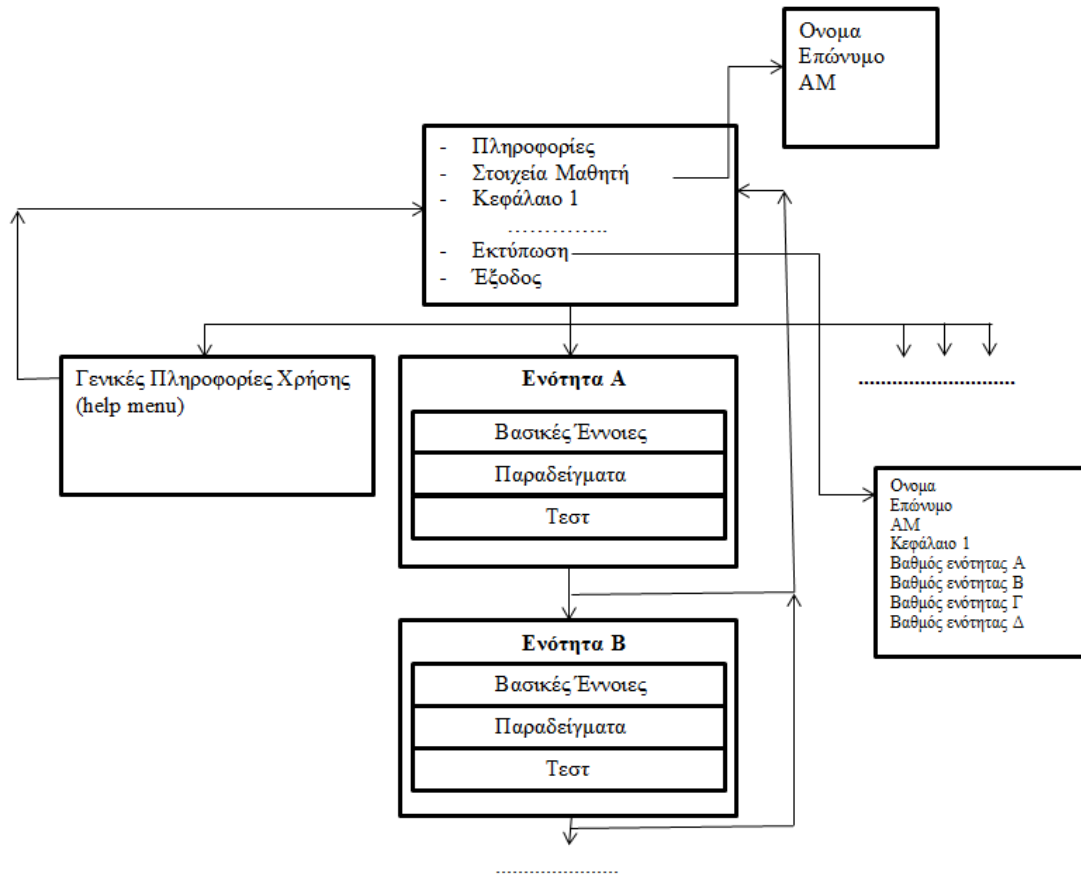 Ονομα
Επώνυμο
ΑΜ
- Πληροφορίες
- Στοιχεία Μαθητή
- Κεφάλαιο 1
..............
- Εκτύπωση
- Έξοδος
Γενικές Πληροφορίες Χρήσης
(help menu)
Ενότητα Α
Βασικές Έννοιες
Παραδείγματα
Τεστ
............................
Ονομα
Επώνυμο
ΑΜ
Κεφάλαιο 1
Βαθμός ενότητας Α
Βαθμός ενότητας Β
Βαθμός ενότητας Γ
Βαθμός ενότητας Δ
Ενότητα Β
Βασικές Έννοιες
Παραδείγματα
Τεστ
......................